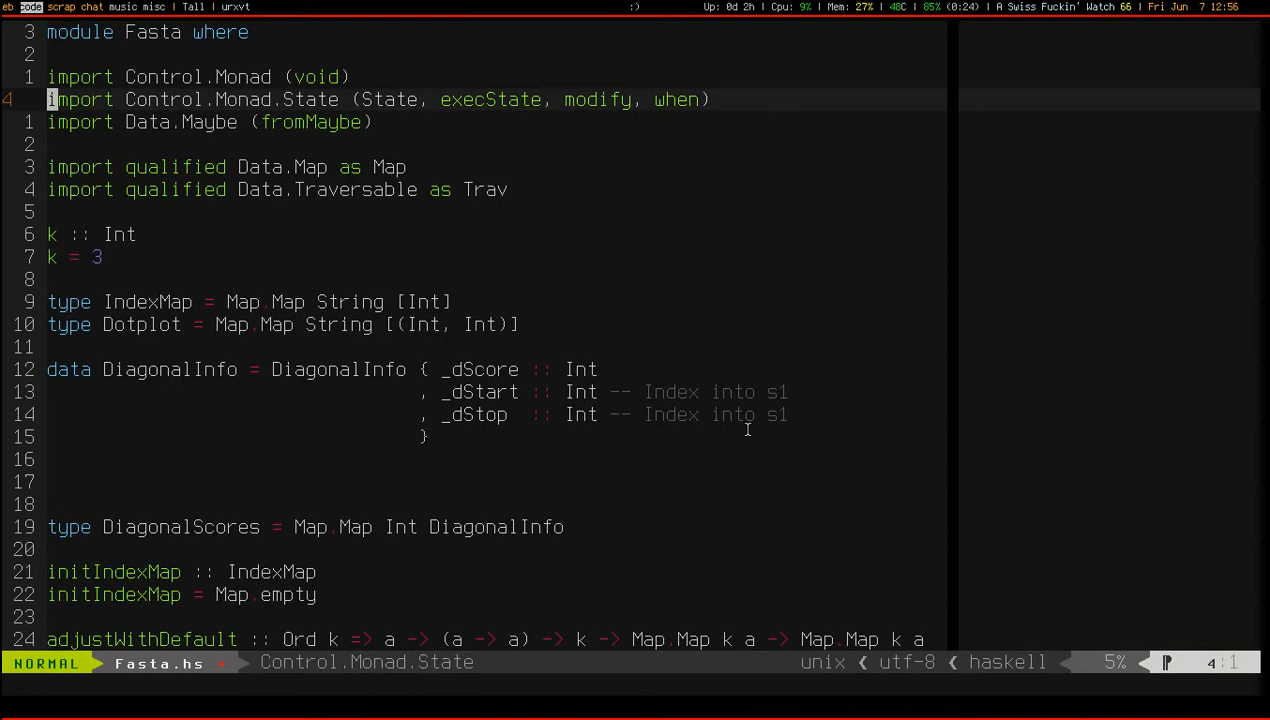 eb code scrap chat music misc | Tall | urxvt :) Up: 0d 2h | Cpu: 9% | Mem: 27% | 48C | 85% (0:24) | A Swiss Fuckin' Watch 66 | Fri Jun 7 12:56
3 module Fasta where
2
1 import Control.Monad (void)
4 import Control.Monad.State (State, execState, modify, when)
1 import Data.Maybe (fromMaybe)
2
3 import qualified Data.Map as Map
4 import qualified Data.Traversable as Trav
5
6 k :: Int
7 k = 3
8
9 type IndexMap = Map.Map String [Int]
10 type Dotplot = Map.Map String [(Int, Int)]
11
12 data DiagonalInfo = DiagonalInfo { _dScore :: Int
13 , _dStart :: Int -- Index into s1
14 , _dStop :: Int -- Index into s1
15 }
16
17
18
19 type DiagonalScores = Map.Map Int DiagonalInfo
20
21 initIndexMap :: IndexMap
22 initIndexMap = Map.empty
23
24 adjustWithDefault :: Ord k => a -> (a -> a) -> k -> Map.Map k a -> Map.Map k a
NORMAL Fasta.hs Control.Monad.State unix utf-8 haskell 5% 4:1